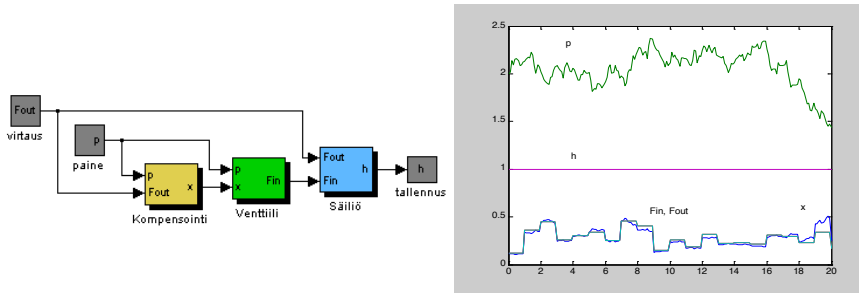 Fout
virtaus
p
paine
p
Fout
x
Kompensointi
p
x
Fin
Venttiili
Fout
Fin
h
Säiliö
h
tallennus
2.5
2
1.5
1
0.5
0
p
h
Fin, Fout
x
0 2 4 6 8 10 12 14 16 18 20